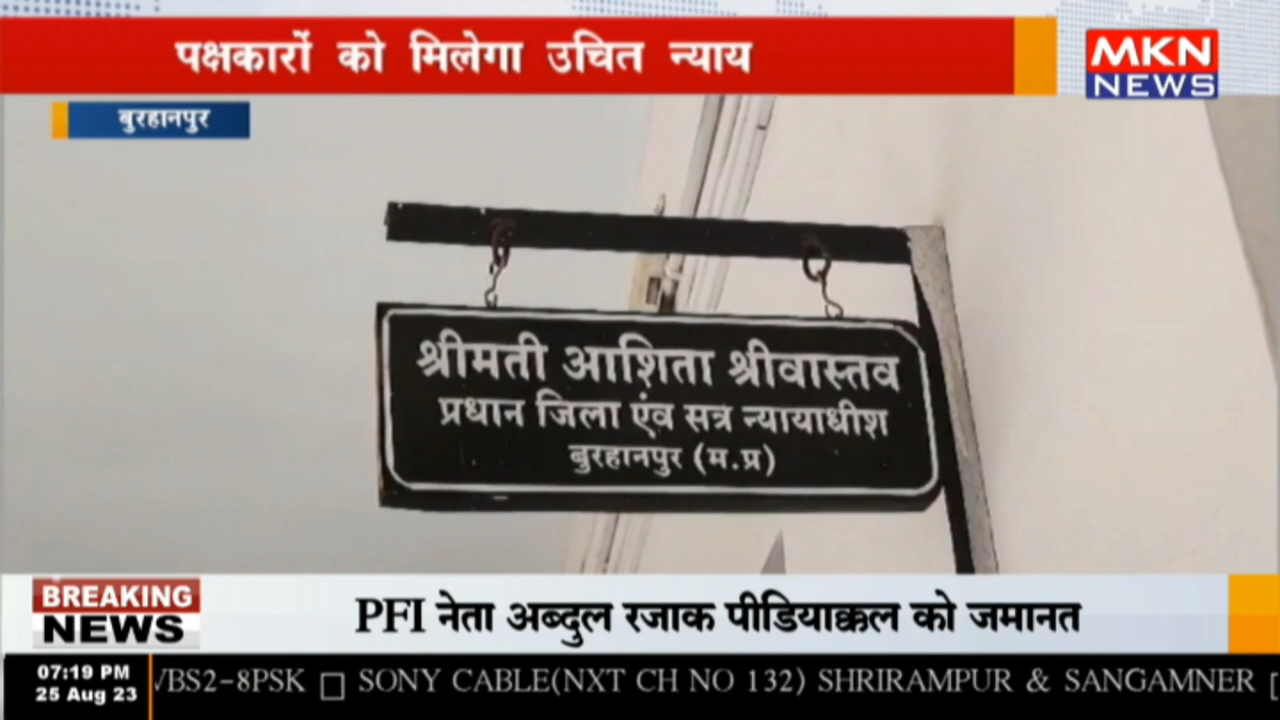 पक्षकारों को मिलेगा उचित न्याय
MKN
NEWS
बुरहानपुर
श्रीमती आशिता श्रीवास्तव
प्रधान जिला एंव सत्र न्यायाधीश
बुरहानपुर (म.प्र)
BREAKING
NEWS
PFI नेता अब्दुल रजाक पीडियाक्कल को जमानत
07:19 PM
25 Aug 23
VBS2-8PSK □ SONY CABLE(NXT CH NO 132) SHRIRAMPUR & SANGAMNER